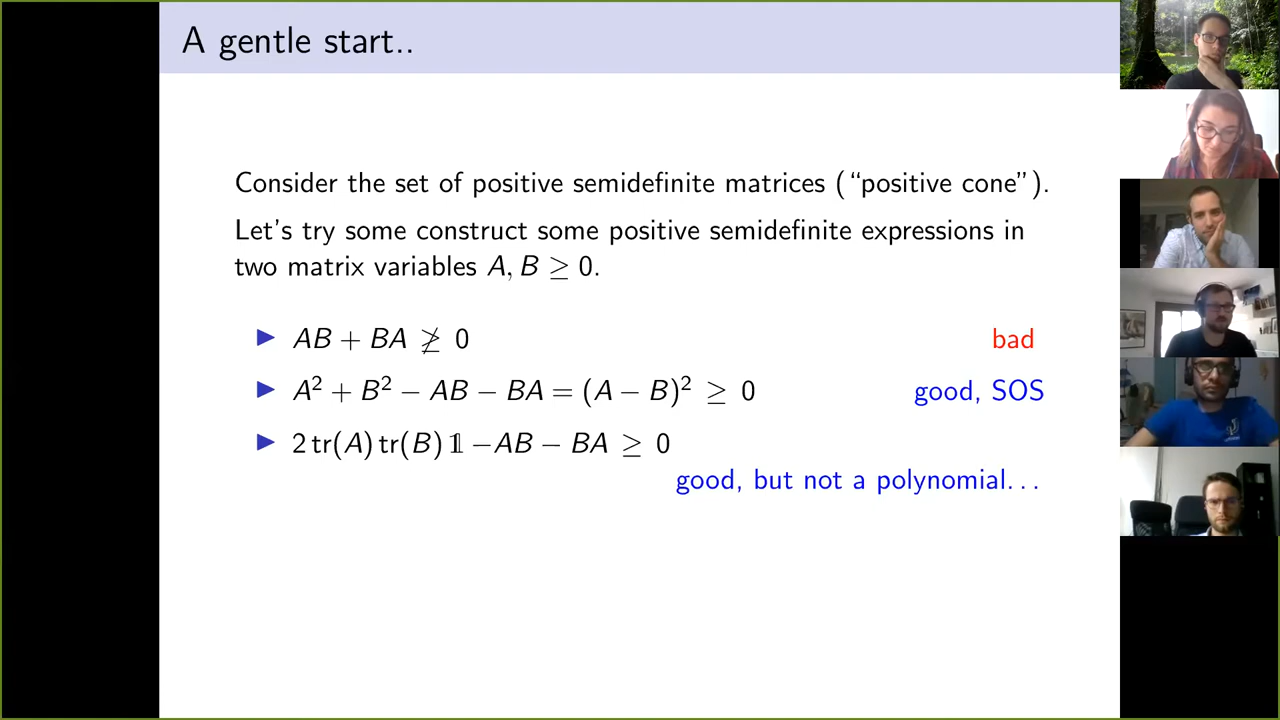 A gentle start..
Consider the set of positive semidefinite matrices (“positive cone”).
Let's try some construct some positive semidefinite expressions in
two matrix variables A, B ≥ 0.
▶ AB + BA ≱ 0 bad
▶ A² + B² − AB − BA = (A − B)² ≥ 0 good, SOS
▶ 2 tr(A) tr(B) 𝟙 −AB − BA ≥ 0
good, but not a polynomial...